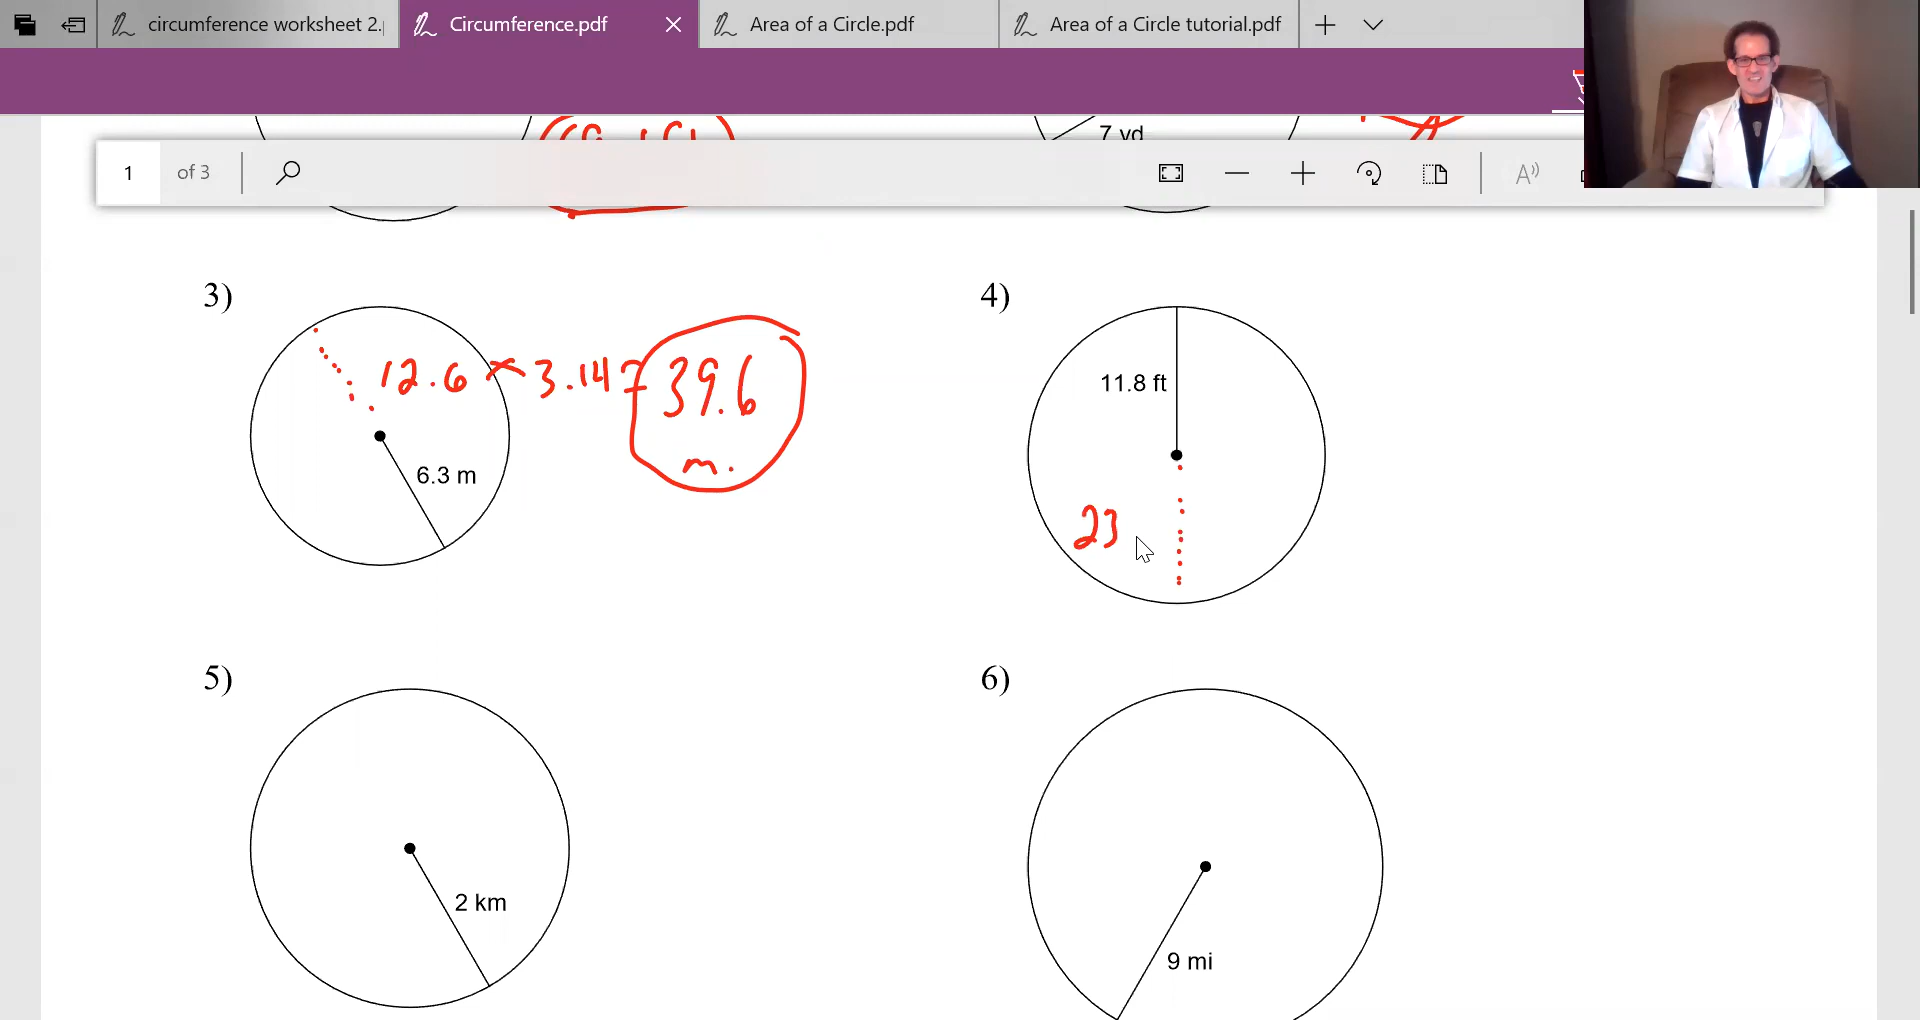 circumference worksheet 2.p
Circumference.pdf
Area of a Circle.pdf
Area of a Circle tutorial.pdf
7 yd
1 of 3
3)
12.6 × 3.14 = 39.6
m.
6.3 m
4)
11.8 ft
23
5)
2 km
6)
9 mi